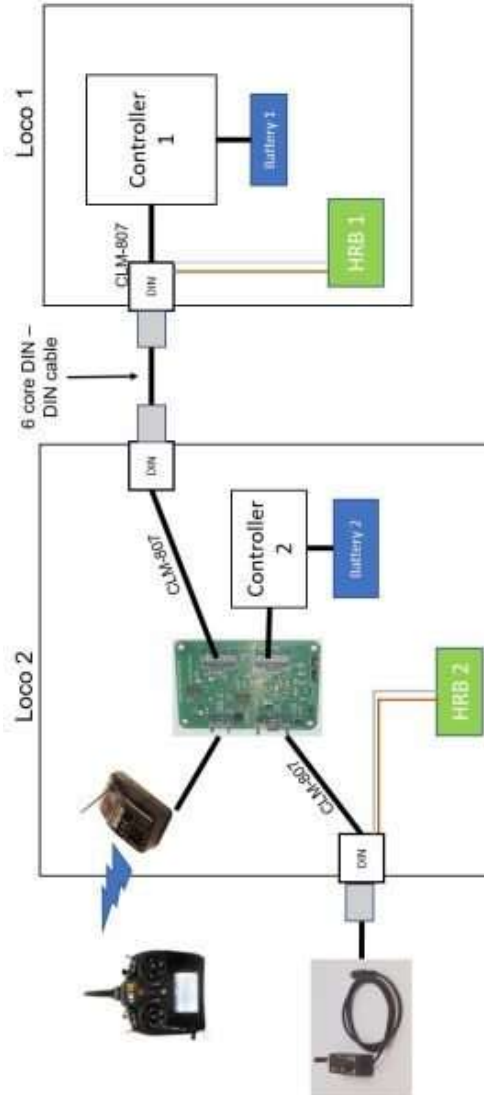 Loco 2
Loco 1
6 core DIN –
DIN cable
CLM-807
CLM-807
CLM-807
DIN
DIN
DIN
Controller
2
Controller
1
Battery 2
Battery 1
HRB 2
HRB 1